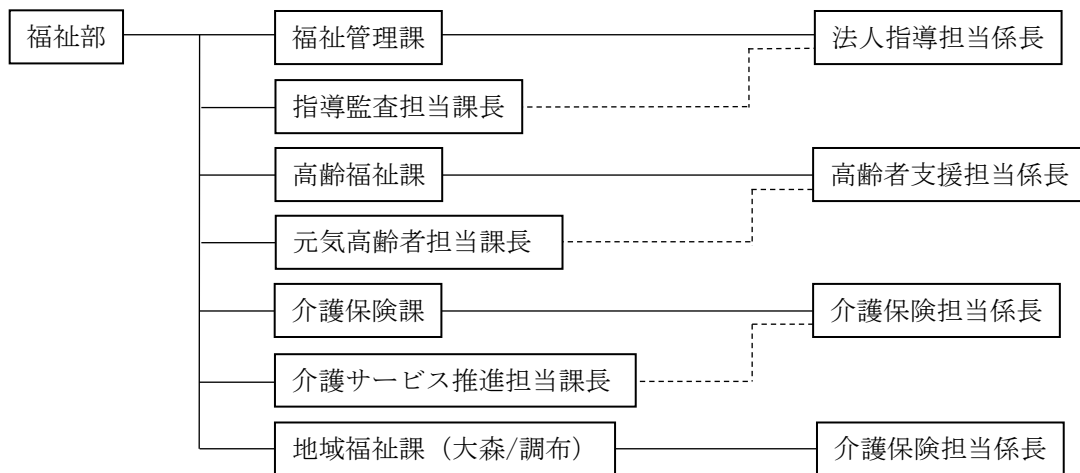 福祉部
福祉管理課
法人指導担当係長
指導監査担当課長
高齢福祉課
高齢者支援担当係長
元気高齢者担当課長
介護保険課
介護保険担当係長
介護サービス推進担当課長
地域福祉課（大森/調布）
介護保険担当係長